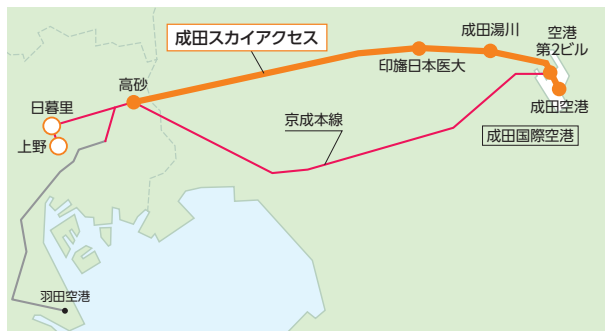 成田スカイアクセス
成田湯川
空港
第2ビル
印旛日本医大
高砂
日暮里
上野
成田空港
京成本線
成田国際空港
羽田空港